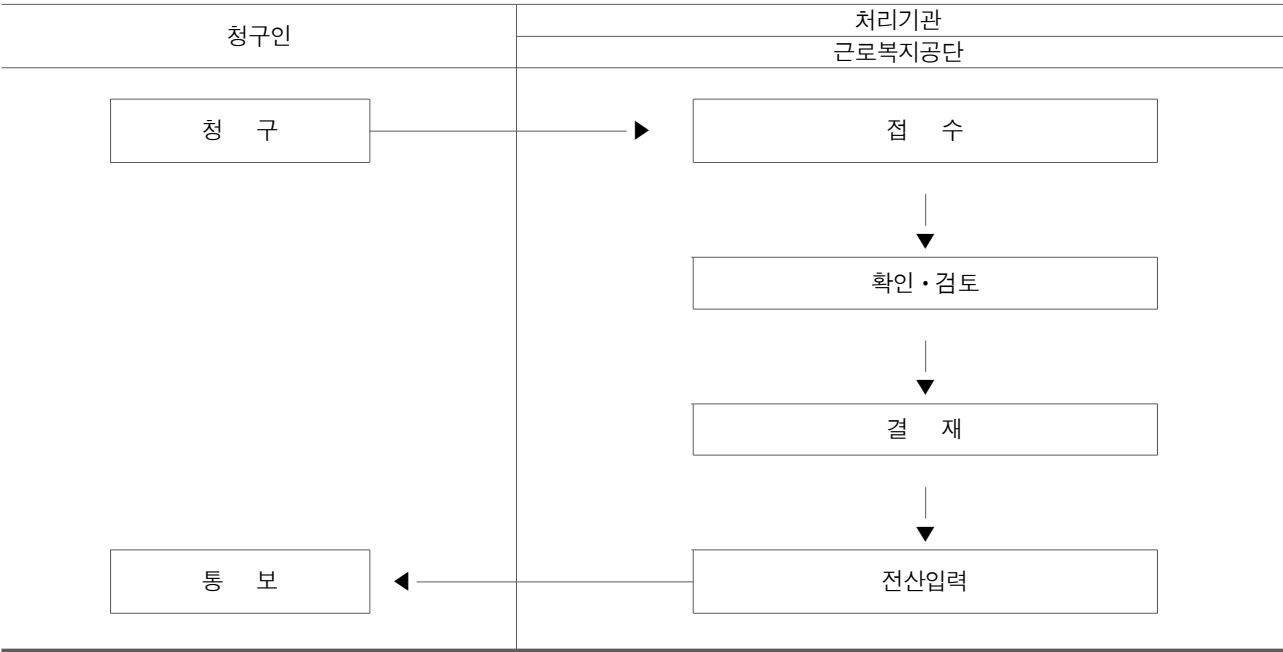 청구인
처리기관
근로복지공단
청 구
접 수
확인·검토
결 재
통 보
전산입력